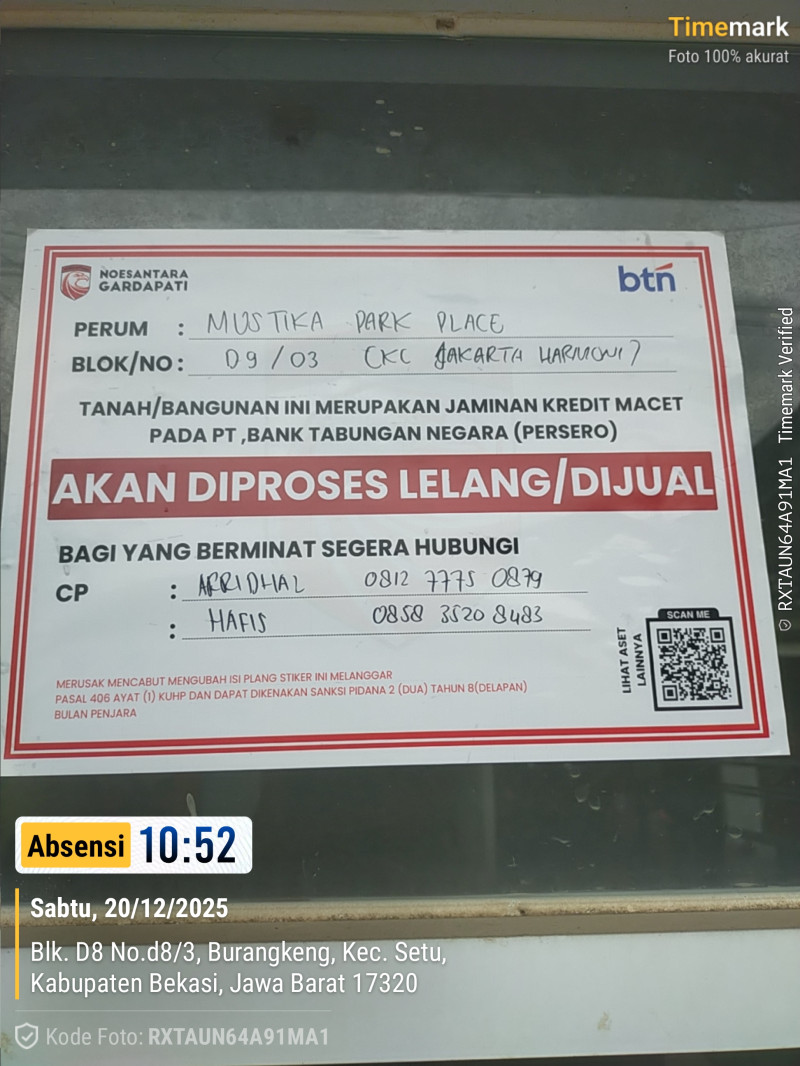 Timemark
Foto 100% akurat
NOESANTARA
GARDAPATI
btn
PERUM : MUSTIKA PARK PLACE
BLOK/NO : D9 / 03 (KC JAKARTA HARMONI)
TANAH/BANGUNAN INI MERUPAKAN JAMINAN KREDIT MACET
PADA PT ,BANK TABUNGAN NEGARA (PERSERO)
AKAN DIPROSES LELANG/DIJUAL
BAGI YANG BERMINAT SEGERA HUBUNGI
CP : ARRIDHAL 0812 7775 0879
: HAFIS 0858 3520 8483
MERUSAK MENCABUT MENGUBAH ISI PLANG STIKER INI MELANGGAR
PASAL 406 AYAT (1) KUHP DAN DAPAT DIKENAKAN SANKSI PIDANA 2 (DUA) TAHUN 8(DELAPAN)
BULAN PENJARA
LIHAT ASET
LAINNYA
SCAN ME
RXTAUN64A91MA1 Timemark Verified
Absensi 10:52
Sabtu, 20/12/2025
Blk. D8 No.d8/3, Burangkeng, Kec. Setu,
Kabupaten Bekasi, Jawa Barat 17320
Kode Foto: RXTAUN64A91MA1